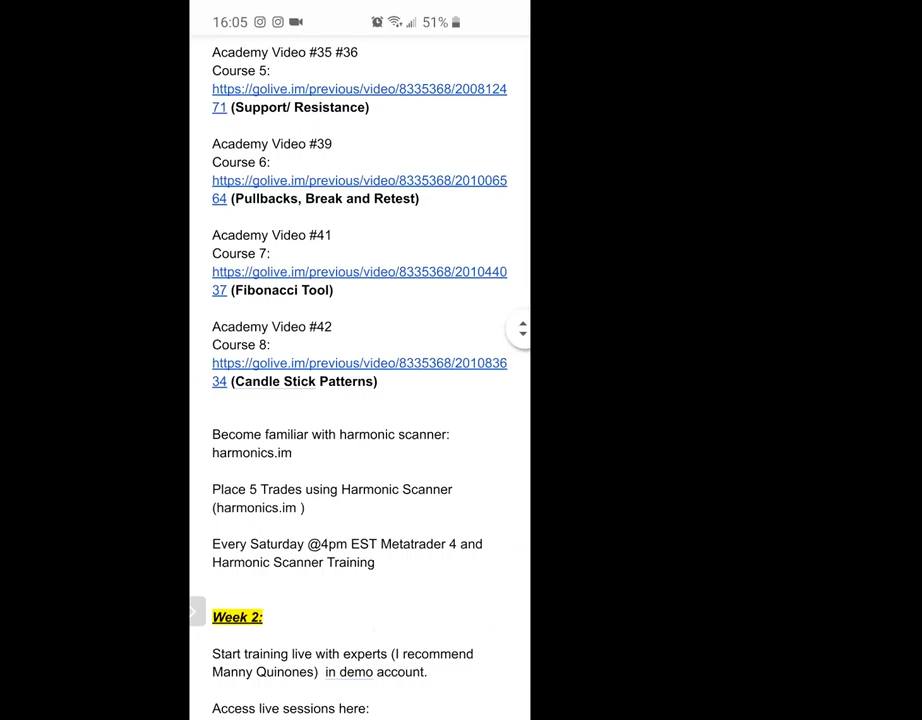 16:05 51%
Academy Video #35 #36
Course 5:
https://golive.im/previous/video/8335368/2008124
71 (Support/ Resistance)
Academy Video #39
Course 6:
https://golive.im/previous/video/8335368/2010065
64 (Pullbacks, Break and Retest)
Academy Video #41
Course 7:
https://golive.im/previous/video/8335368/2010440
37 (Fibonacci Tool)
Academy Video #42
Course 8:
https://golive.im/previous/video/8335368/2010836
34 (Candle Stick Patterns)
Become familiar with harmonic scanner:
harmonics.im
Place 5 Trades using Harmonic Scanner
(harmonics.im )
Every Saturday @4pm EST Metatrader 4 and
Harmonic Scanner Training
Week 2:
Start training live with experts (I recommend
Manny Quinones)  in demo account.
Access live sessions here: